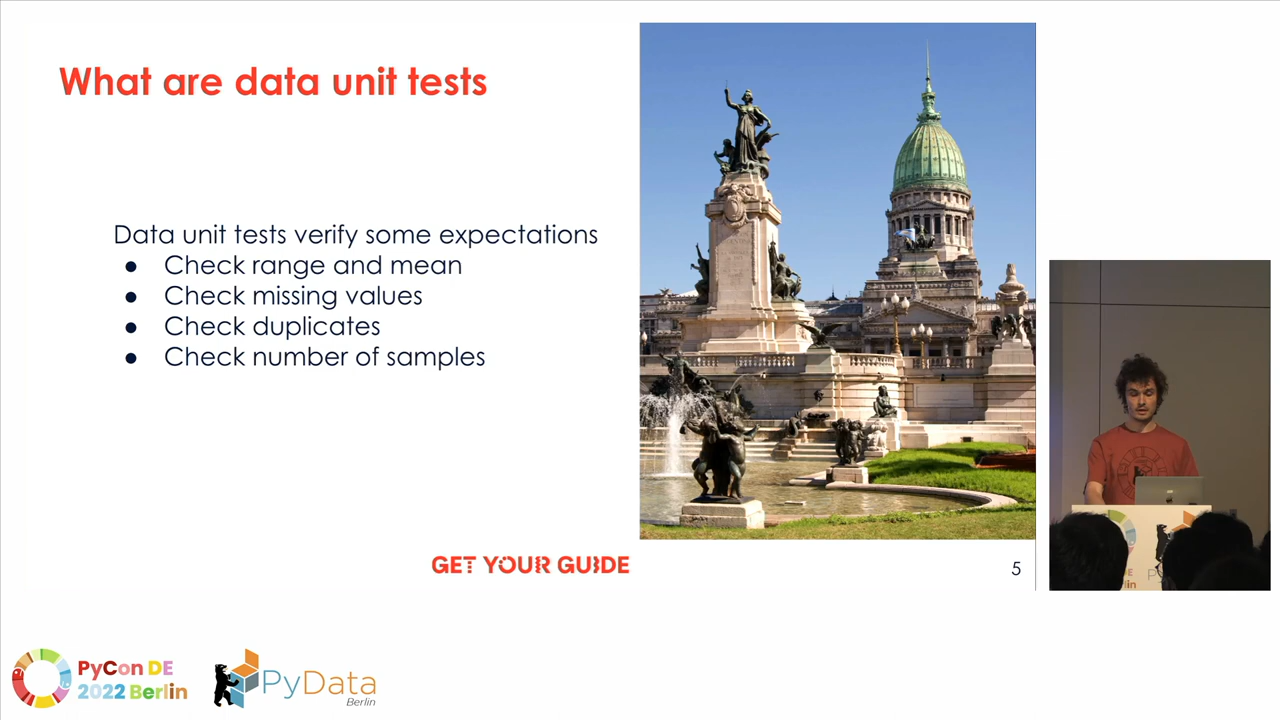 What are data unit tests
Data unit tests verify some expectations
● Check range and mean
● Check missing values
● Check duplicates
● Check number of samples
GET YOUR GUIDE
5
PyCon DE
2022 Berlin
PyData
Berlin